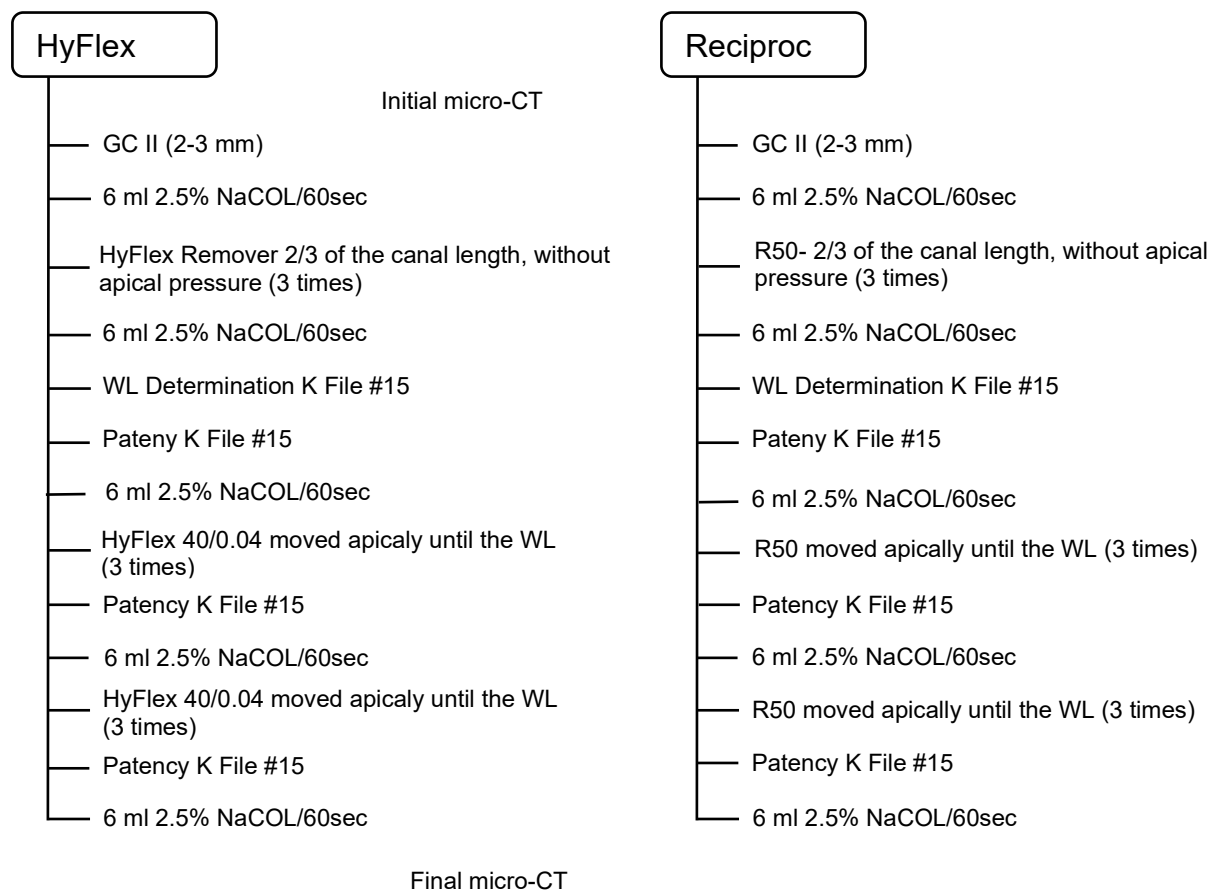 HyFlex
Reciproc
Initial micro-CT
GC II (2-3 mm)
6 ml 2.5% NaCOL/60sec
HyFlex Remover 2/3 of the canal length, without
apical pressure (3 times)
6 ml 2.5% NaCOL/60sec
WL Determination K File #15
Pateny K File #15
6 ml 2.5% NaCOL/60sec
HyFlex 40/0.04 moved apicaly until the WL
(3 times)
Patency K File #15
6 ml 2.5% NaCOL/60sec
HyFlex 40/0.04 moved apicaly until the WL
(3 times)
Patency K File #15
6 ml 2.5% NaCOL/60sec
GC II (2-3 mm)
6 ml 2.5% NaCOL/60sec
R50- 2/3 of the canal length, without apical
pressure (3 times)
6 ml 2.5% NaCOL/60sec
WL Determination K File #15
Pateny K File #15
6 ml 2.5% NaCOL/60sec
R50 moved apically until the WL (3 times)
Patency K File #15
6 ml 2.5% NaCOL/60sec
R50 moved apically until the WL (3 times)
Patency K File #15
6 ml 2.5% NaCOL/60sec
Final micro-CT